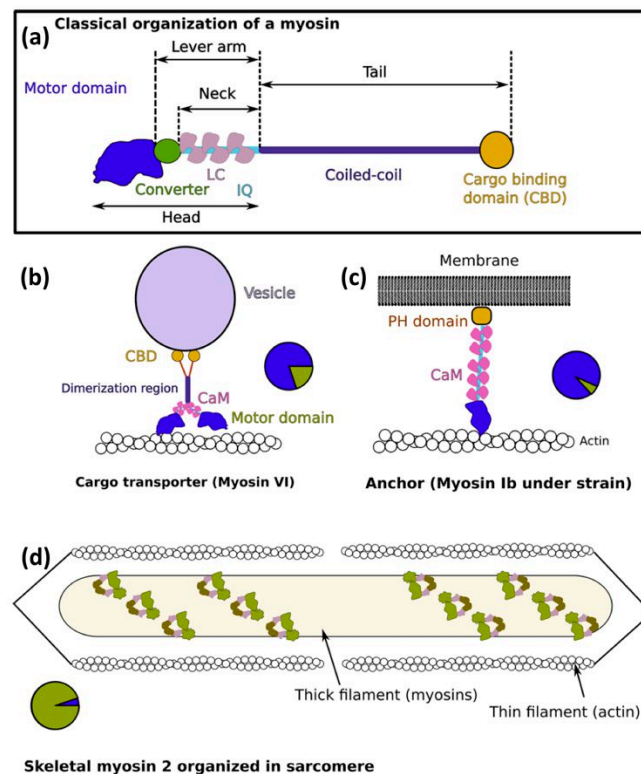 (a) Classical organization of a myosin
Lever arm
Tail
Motor domain
Neck
LC
Converter
IQ
Coiled-coil
Cargo binding
domain (CBD)
Head
(b)
Vesicle
CBD
Dimerization region
CaM
Motor domain
Cargo transporter (Myosin VI)
(c)
Membrane
PH domain
CaM
Actin
Anchor (Myosin Ib under strain)
(d)
Thick filament (myosins)
Thin filament (actin)
Skeletal myosin 2 organized in sarcomere